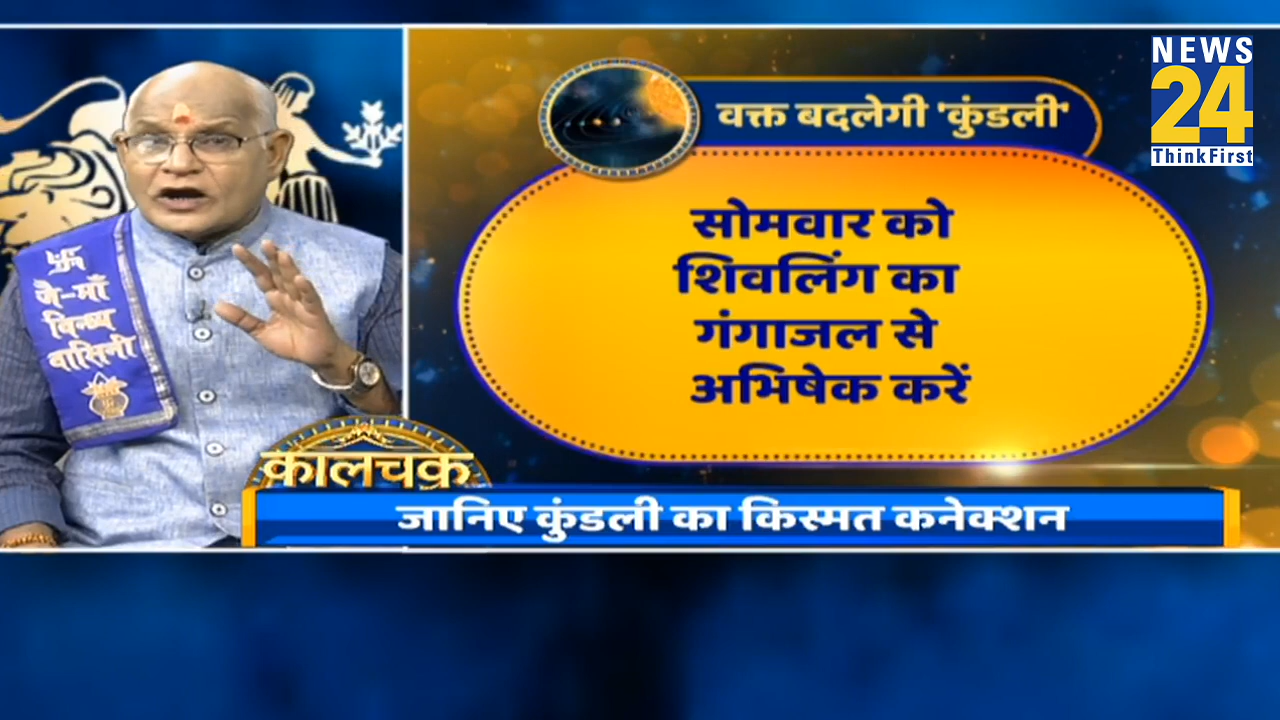 NEWS
24
ThinkFirst
वक्त बदलेगी 'कुंडली'
सोमवार को
शिवलिंग का
गंगाजल से
अभिषेक करें
जै-माँ
विन्ध्य
वासिनी
कालचक्र
जानिए कुंडली का किस्मत कनेक्शन